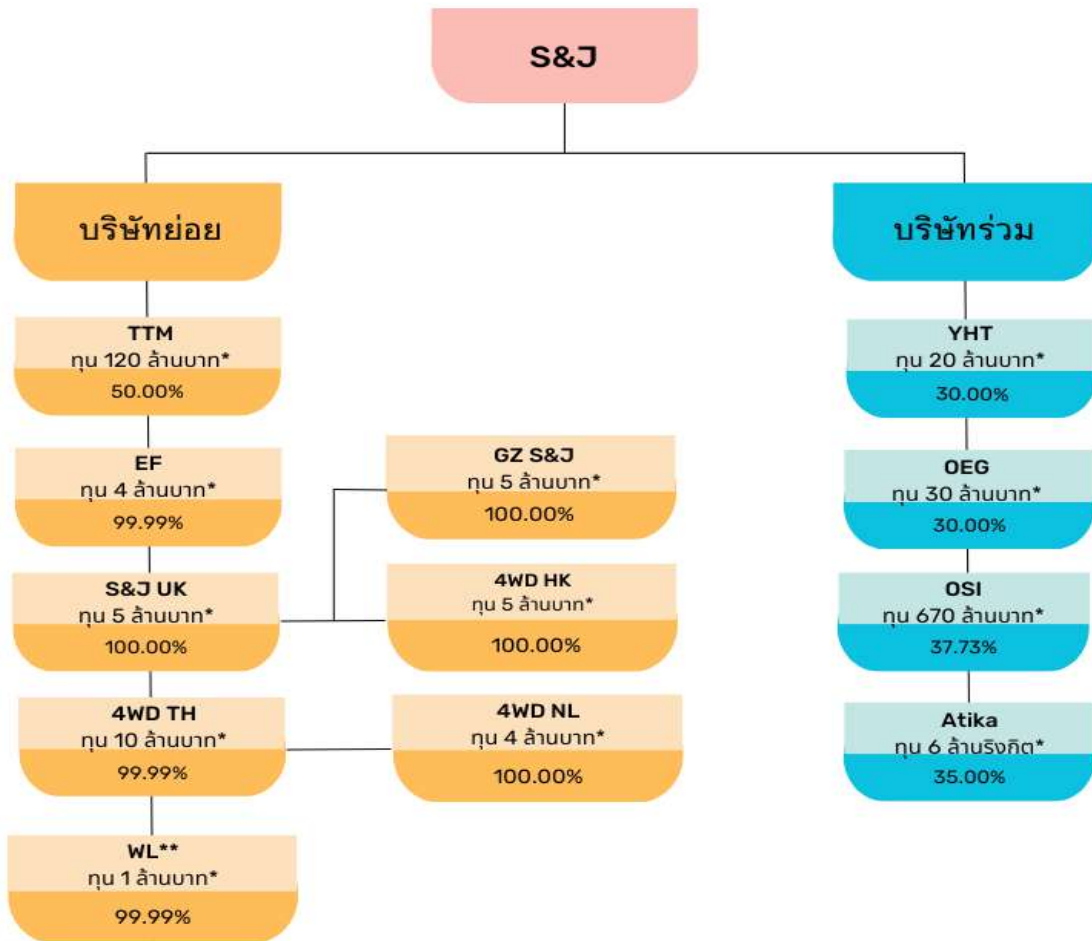 S&J
บริษัทย่อย
บริษัทร่วม
TTM
ทุน 120 ล้านบาท*
50.00%
EF
ทุน 4 ล้านบาท*
99.99%
S&J UK
ทุน 5 ล้านบาท*
100.00%
4WD TH
ทุน 10 ล้านบาท*
99.99%
WL**
ทุน 1 ล้านบาท*
99.99%
GZ S&J
ทุน 5 ล้านบาท*
100.00%
4WD HK
ทุน 5 ล้านบาท*
100.00%
4WD NL
ทุน 4 ล้านบาท*
100.00%
YHT
ทุน 20 ล้านบาท*
30.00%
OEG
ทุน 30 ล้านบาท*
30.00%
OSI
ทุน 670 ล้านบาท*
37.73%
Atika
ทุน 6 ล้านริงกิต*
35.00%